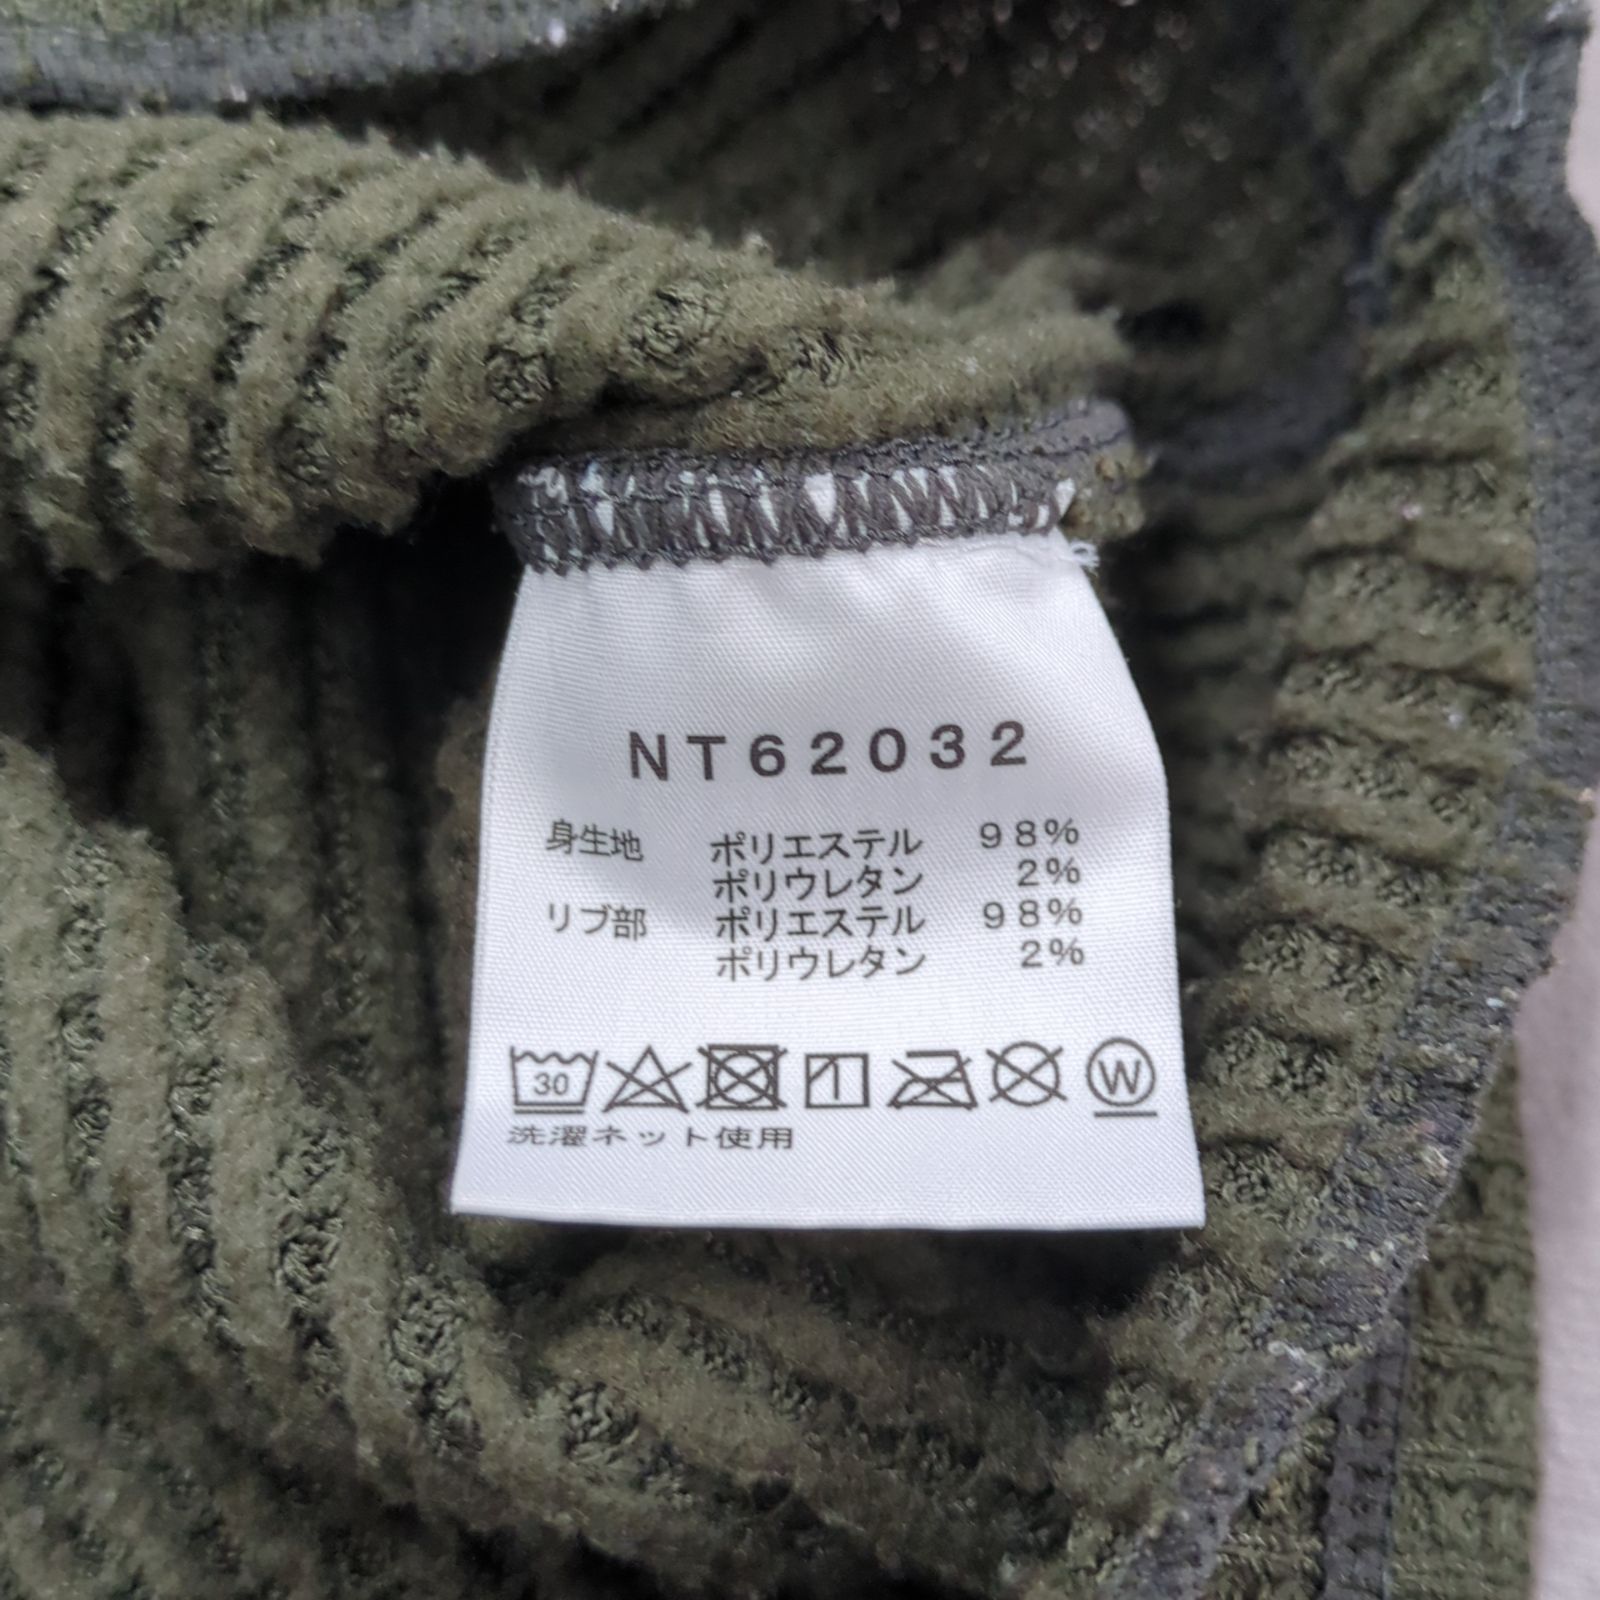 NT62032
身生地 ポリエステル 98%
ポリウレタン 2%
リブ部 ポリエステル 98%
ポリウレタン 2%
30 W
洗濯ネット使用